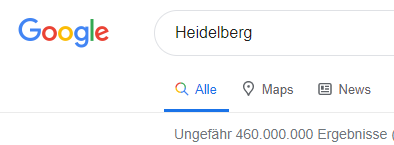 Google
Heidelberg
Alle Maps News
Ungefähr 460.000.000 Ergebnisse (